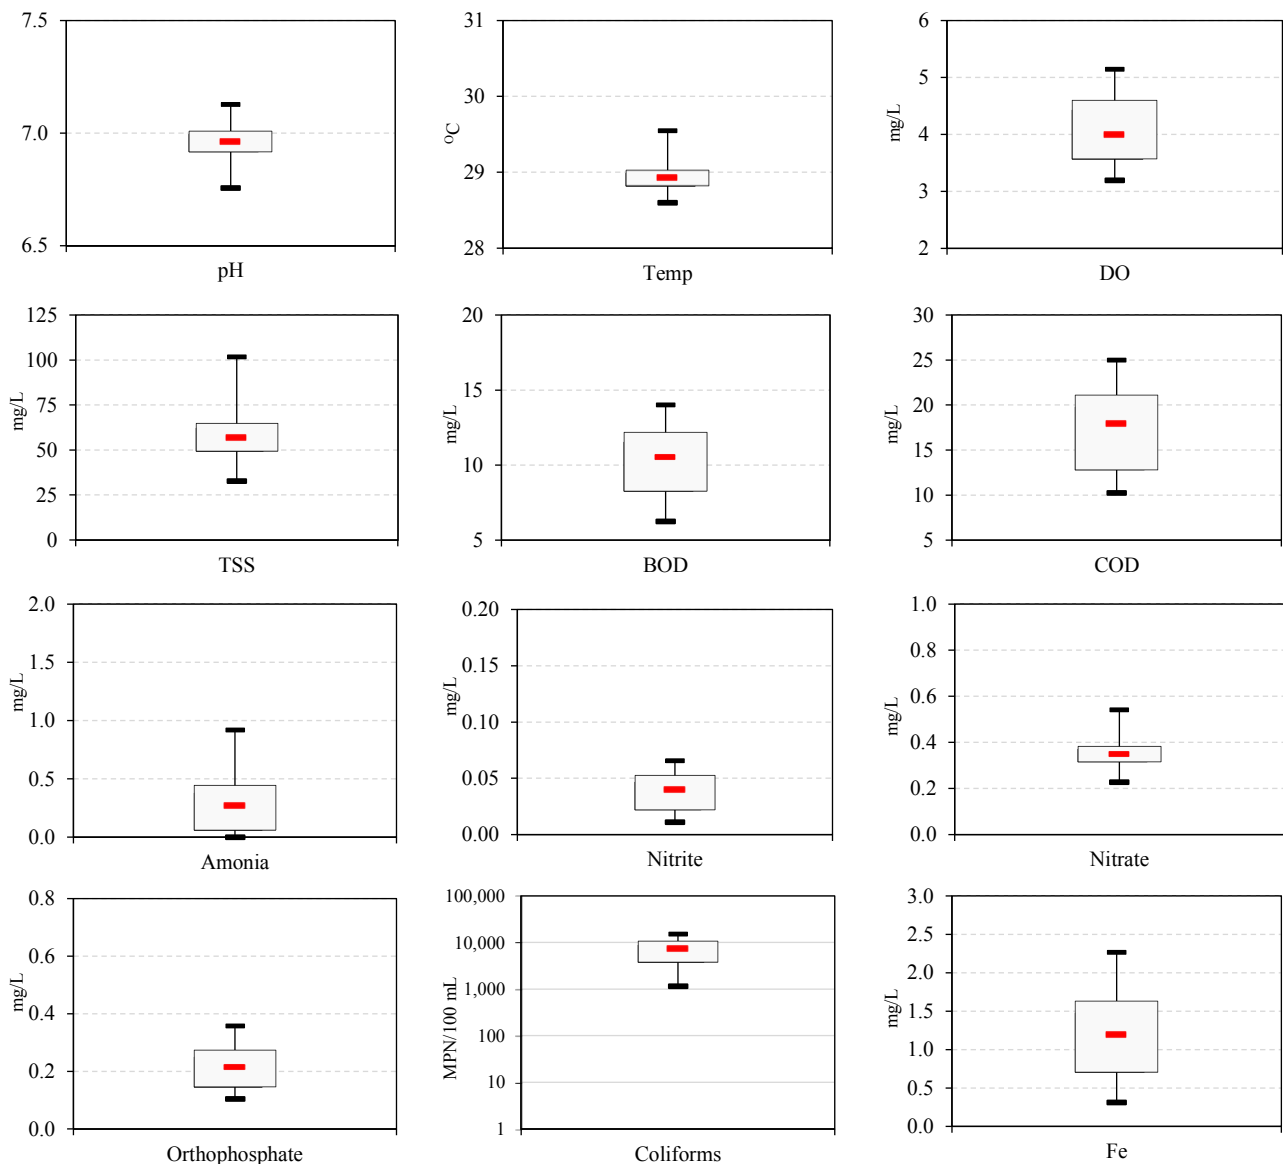 7.5
7.0
6.5
pH
31
30
29
28
°C
Temp
6
5
4
3
2
mg/L
DO
125
100
75
50
25
0
mg/L
TSS
20
15
10
5
mg/L
BOD
30
25
20
15
10
5
mg/L
COD
2.0
1.5
1.0
0.5
0.0
mg/L
Amonia
0.20
0.15
0.10
0.05
0.00
mg/L
Nitrite
1.0
0.8
0.6
0.4
0.2
0.0
mg/L
Nitrate
0.8
0.6
0.4
0.2
0.0
mg/L
Orthophosphate
100,000
10,000
1,000
100
10
1
MPN/100 mL
Coliforms
3.0
2.5
2.0
1.5
1.0
0.5
0.0
mg/L
Fe